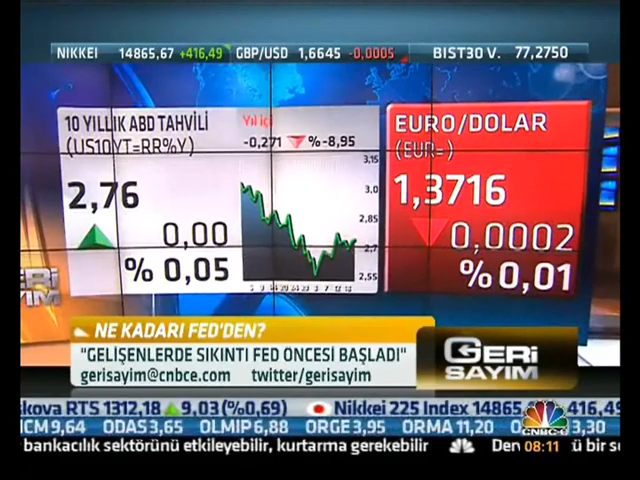 NIKKEI 14865,67 +416,49 GBP/USD 1,6645 -0,0005 BIST30 V. 77,2750
10 YILLIK ABD TAHVİLİ
(US10YT=RR%Y)
2,76
0,00
% 0,05
Yıl içi
-0,271 %-8,95
3,15
3,0
2,85
2,7
2,55
EURO/DOLAR
(EUR=)
1,3716
0,0002
% 0,01
NE KADARI FED'DEN?
"GELİŞENLERDE SIKINTI FED ÖNCESİ BAŞLADI"
gerisayim@cnbce.com twitter/gerisayim
GERİ
SAYIM
skova RTS 1312,18 9,03(%0,69) Nikkei 225 Index 14865 416,49
ICM 9,64 ODAS 3,65 OLMIP 6,88 ORGE 3,95 ORMA 11,20 3,30
CNBC-e
bankacılık sektörünü etkileyebilir, kurtarma gerekebilir Den 08:11 ü bir s